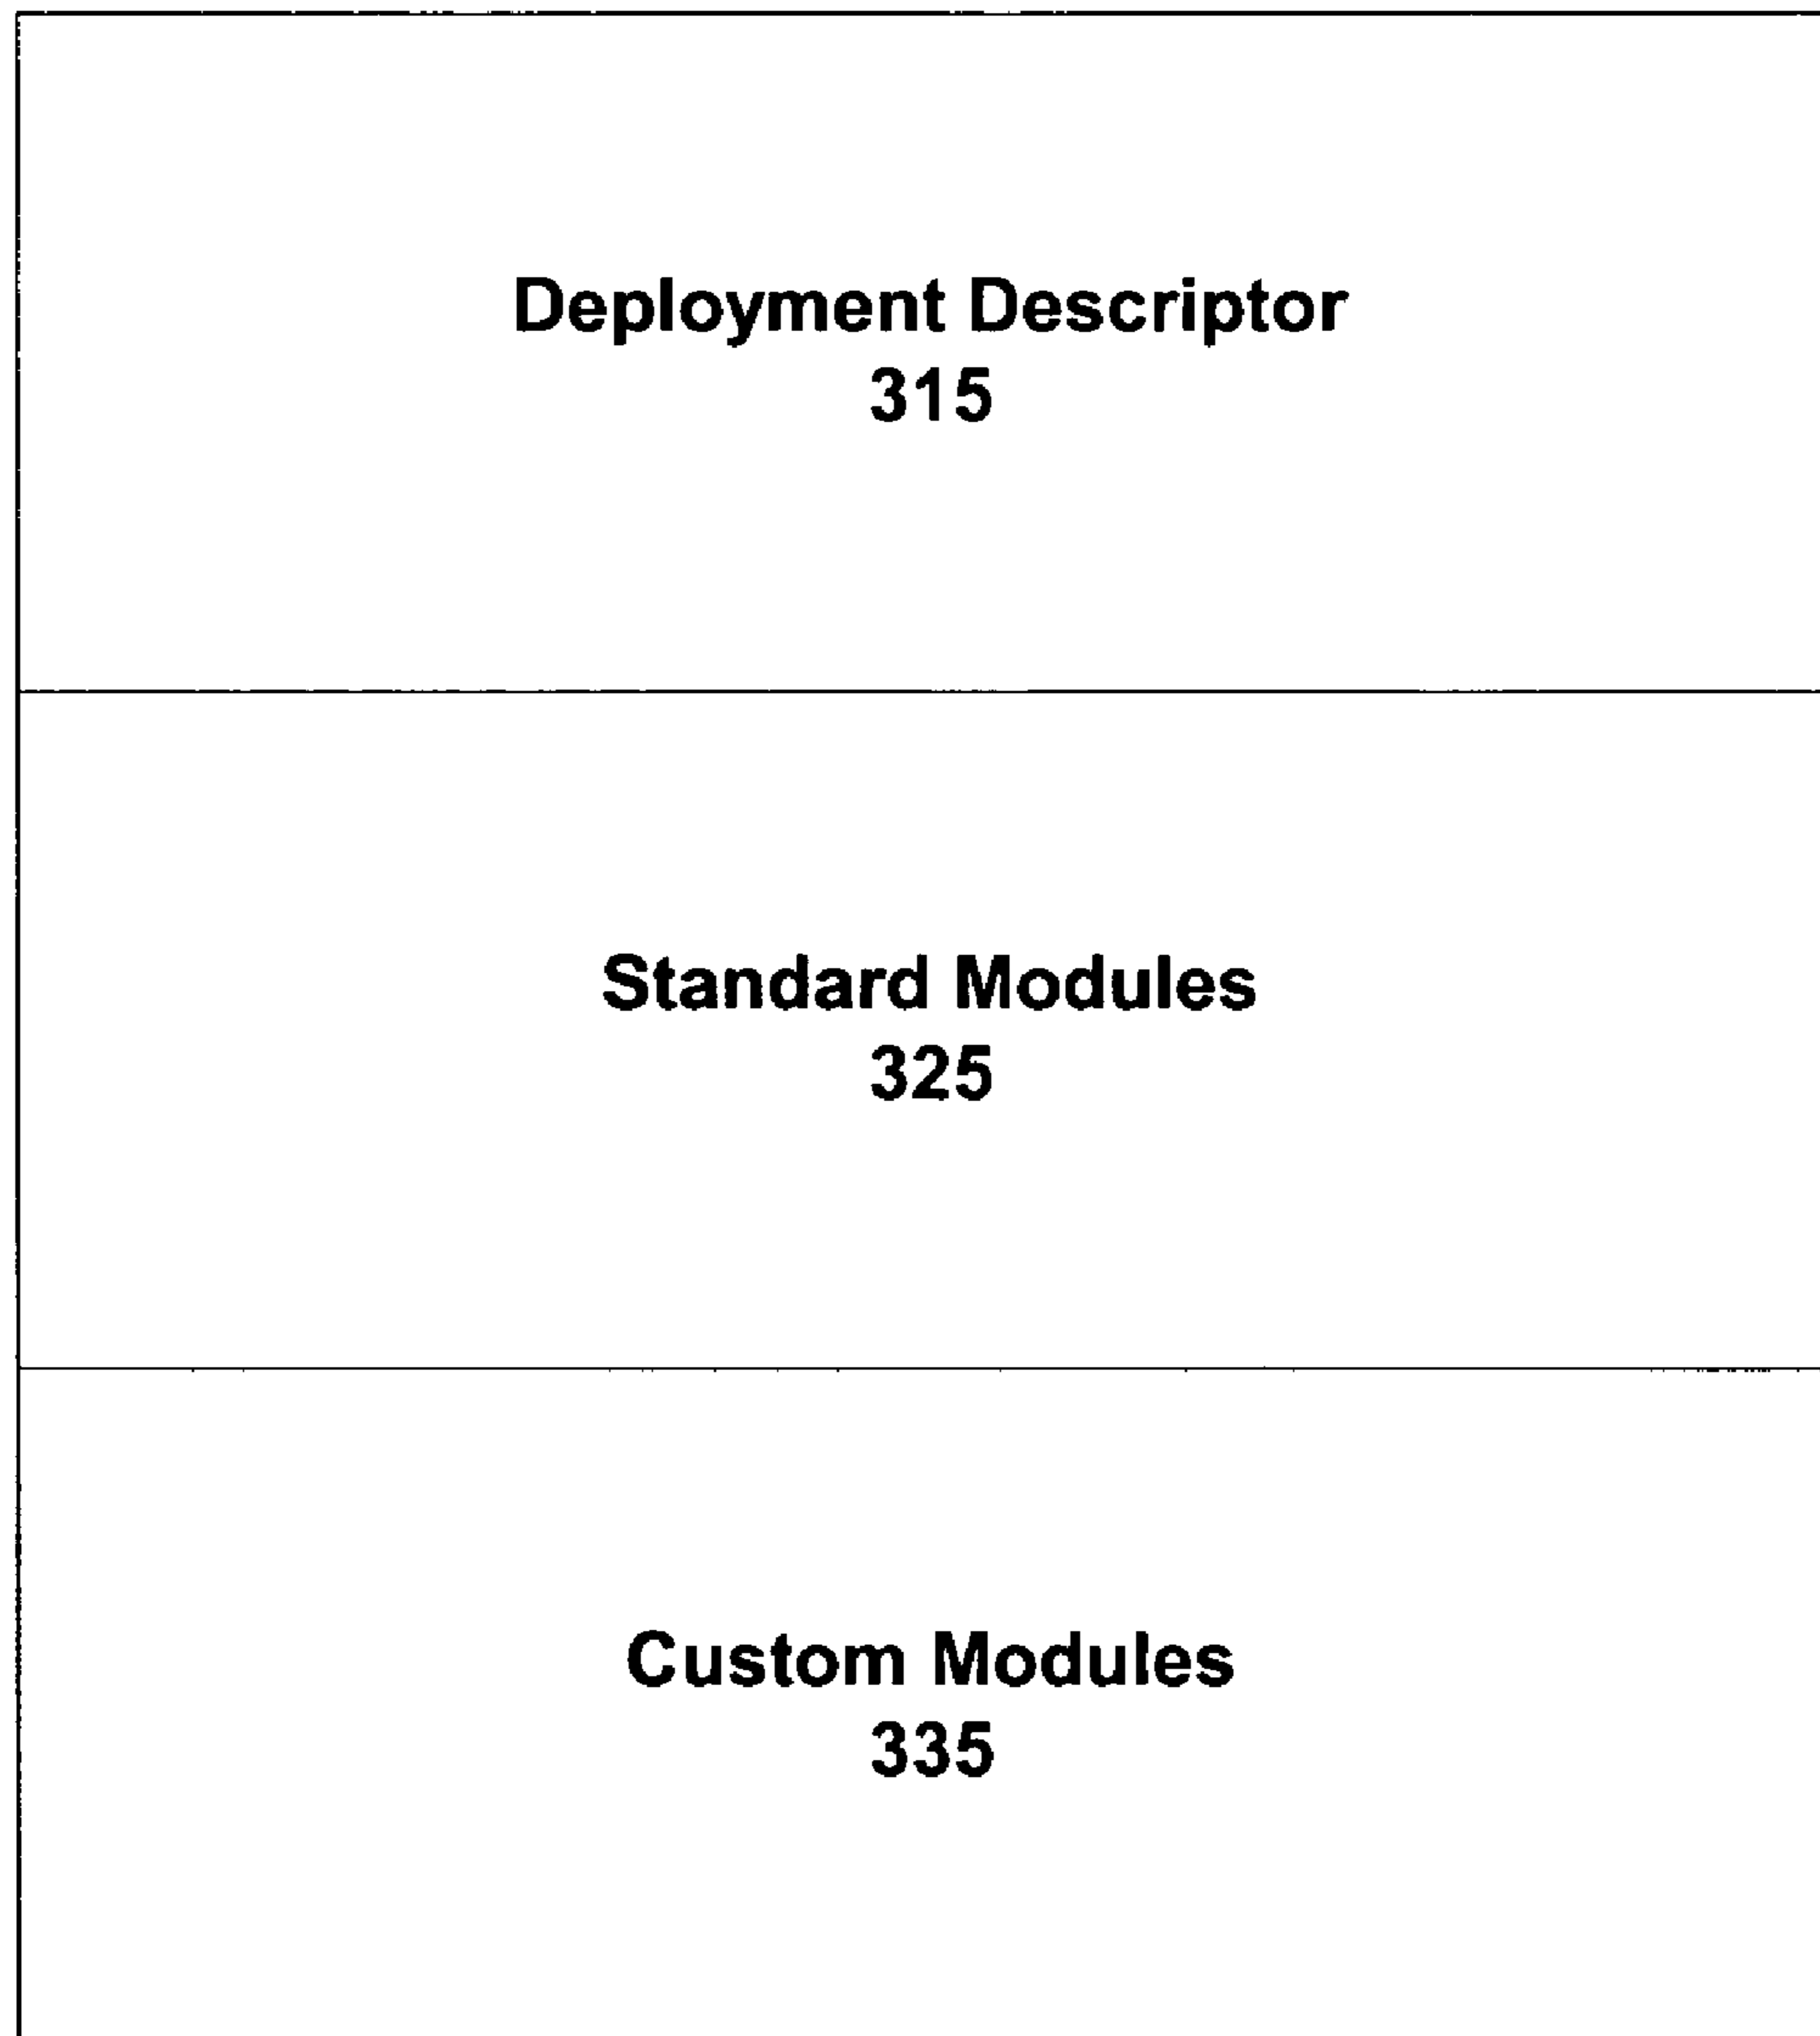 Deployment Descriptor
315
Standard Modules
325
Custom Modules
335